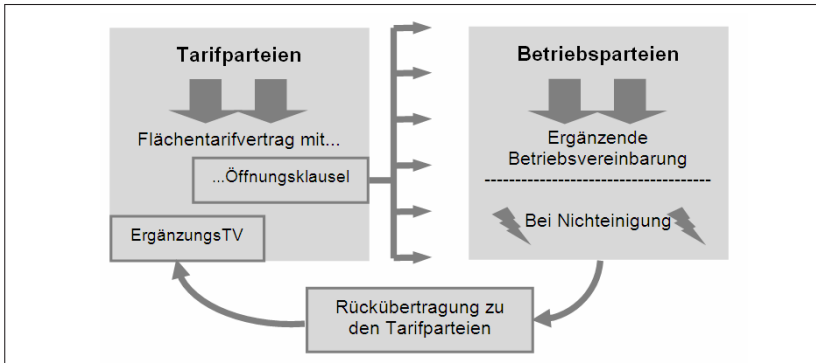 Tarifparteien
Flächentarifvertrag mit...
...Öffnungsklausel
ErgänzungsTV
Betriebsparteien
Ergänzende
Betriebsvereinbarung
Bei Nichteinigung
Rückübertragung zu
den Tarifparteien